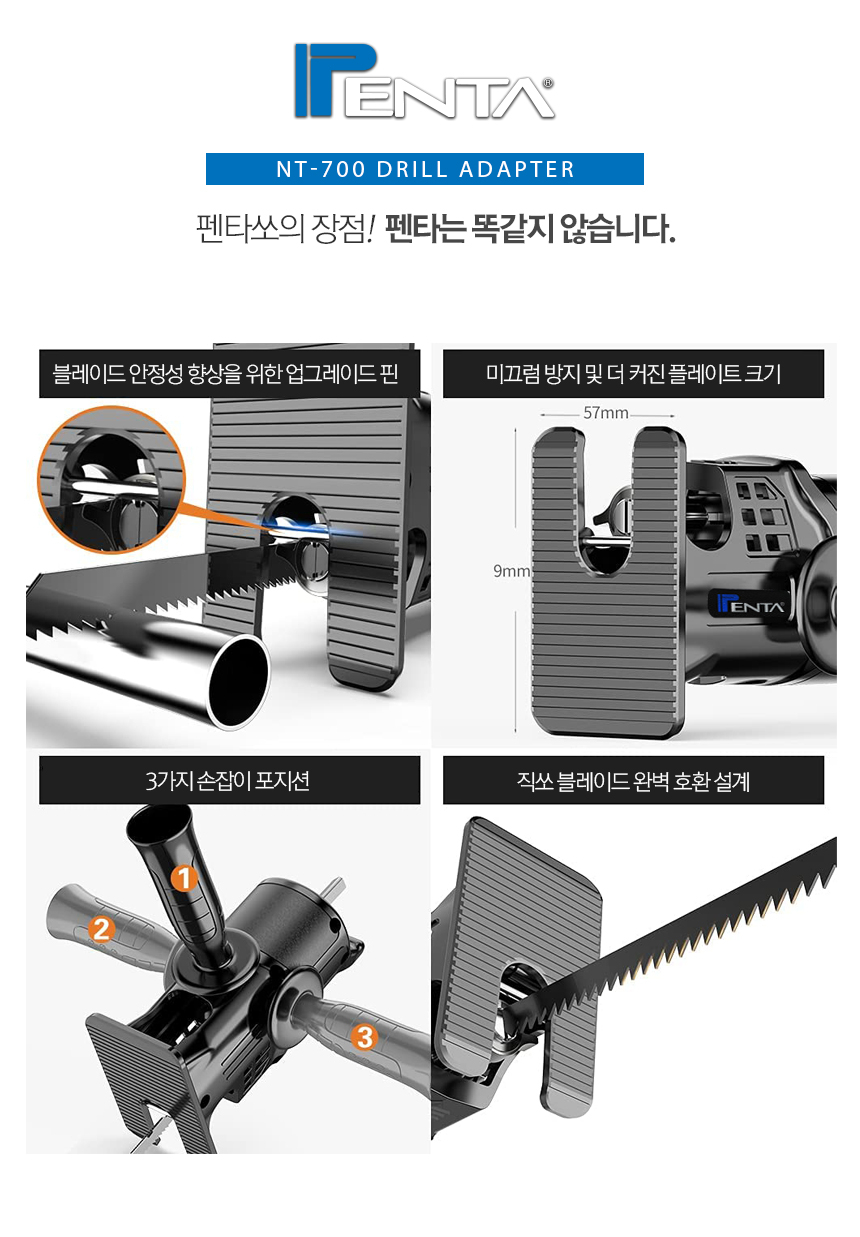 PENTA®
NT-700 DRILL ADAPTER
펜타쏘의 장점! 펜타는 똑같지 않습니다.
블레이드 안정성 향상을 위한 업그레이드 핀
미끄럼 방지 및 더 커진 플레이트 크기
57mm
9mm
PENTA
3가지 손잡이 포지션
직쏘 블레이드 완벽 호환 설계
1
2
3